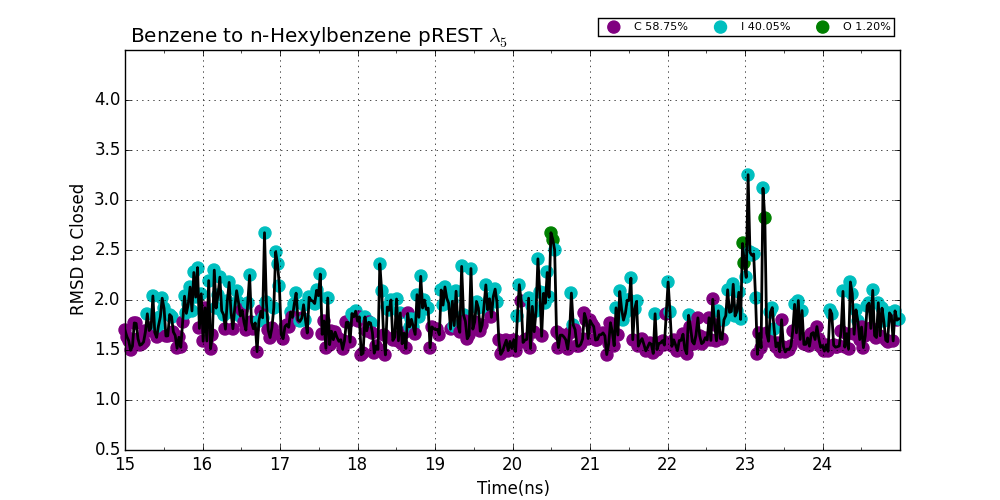 Benzene to n-Hexylbenzene pREST λ5
C 58.75% I 40.05% O 1.20%
RMSD to Closed
4.0
3.5
3.0
2.5
2.0
1.5
1.0
0.5
15 16 17 18 19 20 21 22 23 24
Time(ns)